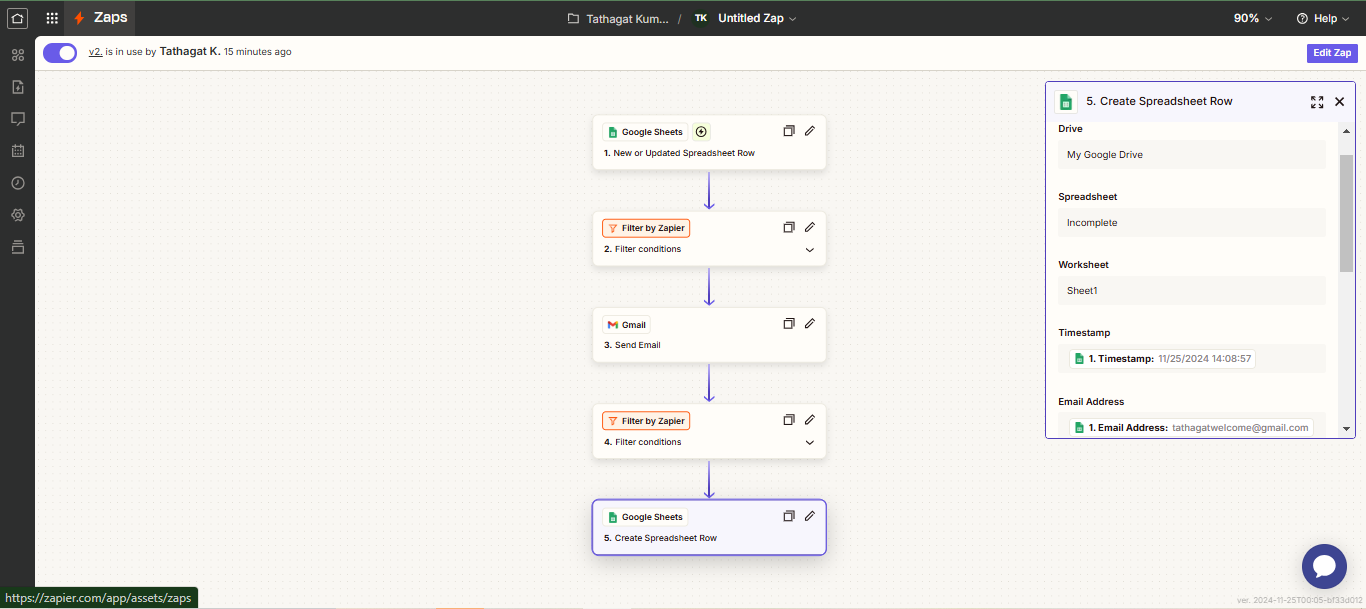 Zaps
Tathagat Kum... / TK Untitled Zap
90% Help
v2. is in use by Tathagat K. 15 minutes ago
Edit Zap
Google Sheets
1. New or Updated Spreadsheet Row
Filter by Zapier
2. Filter conditions
Gmail
3. Send Email
Filter by Zapier
4. Filter conditions
Google Sheets
5. Create Spreadsheet Row
5. Create Spreadsheet Row
Drive
My Google Drive
Spreadsheet
Incomplete
Worksheet
Sheet1
Timestamp
1. Timestamp: 11/25/2024 14:08:57
Email Address
1. Email Address: tathagatwelcome@gmail.com
https://zapier.com/app/assets/zaps
ver. 2024-11-25T00:05-bf33d012